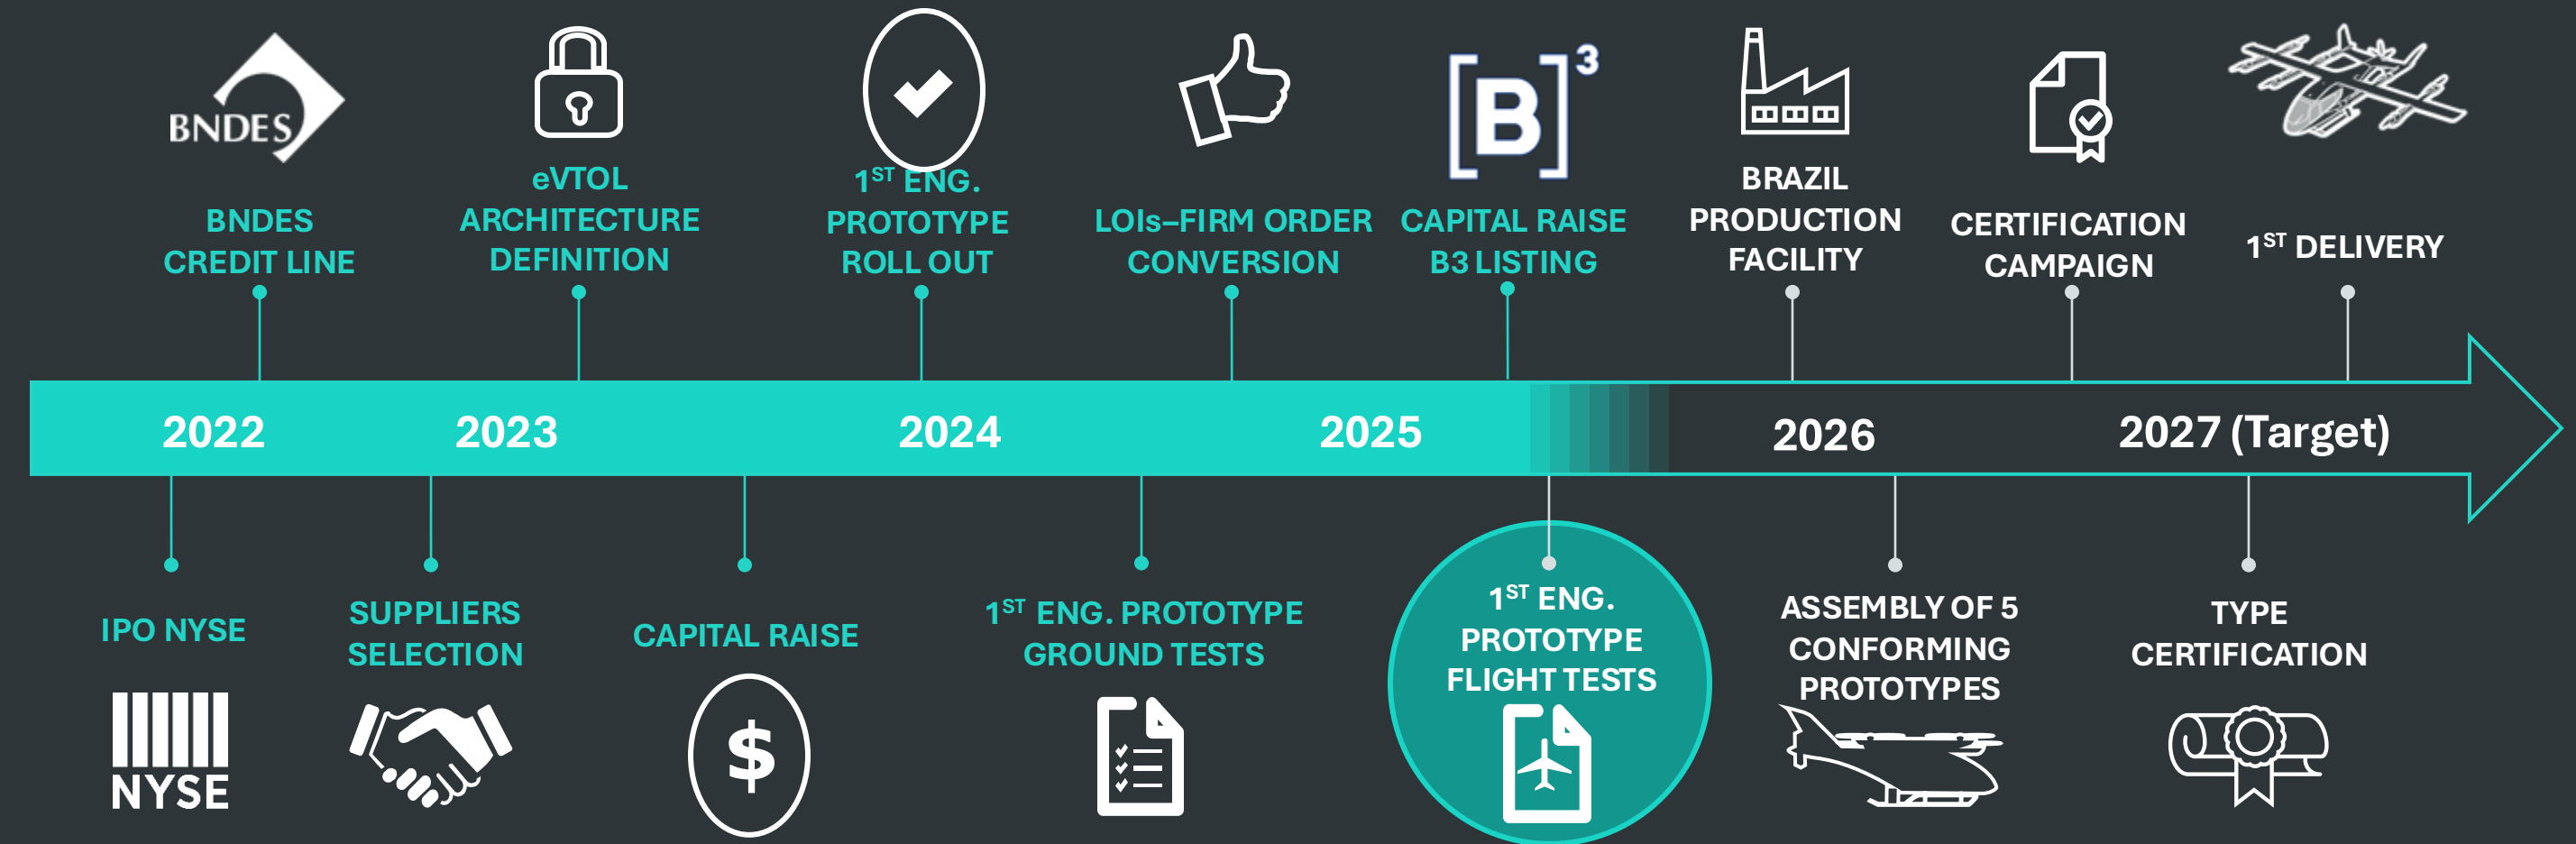 BNDES
BNDES
CREDIT LINE
eVTOL
ARCHITECTURE
DEFINITION
1ST ENG.
PROTOTYPE
ROLL OUT
LOIs–FIRM ORDER
CONVERSION
[B]3
CAPITAL RAISE
B3 LISTING
BRAZIL
PRODUCTION
FACILITY
CERTIFICATION
CAMPAIGN
1ST DELIVERY
2022
2023
2024
2025
2026
2027 (Target)
IPO NYSE
NYSE
SUPPLIERS
SELECTION
CAPITAL RAISE
$
1ST ENG. PROTOTYPE
GROUND TESTS
1ST ENG.
PROTOTYPE
FLIGHT TESTS
ASSEMBLY OF 5
CONFORMING
PROTOTYPES
TYPE
CERTIFICATION